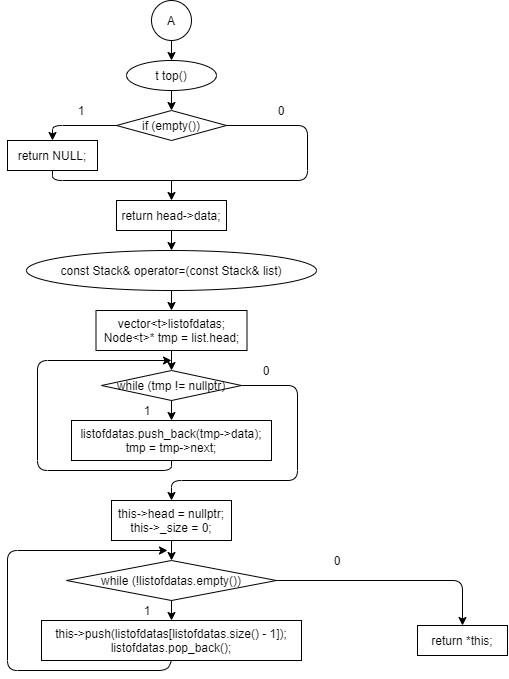 A
t top()
1
0
if (empty())
return NULL;
return head->data;
const Stack& operator=(const Stack& list)
vector<t>listofdatas;
Node<t>* tmp = list.head;
0
while (tmp != nullptr)
1
listofdatas.push_back(tmp->data);
tmp = tmp->next;
this->head = nullptr;
this->_size = 0;
0
while (!listofdatas.empty())
1
this->push(listofdatas[listofdatas.size() - 1]);
listofdatas.pop_back();
return *this;